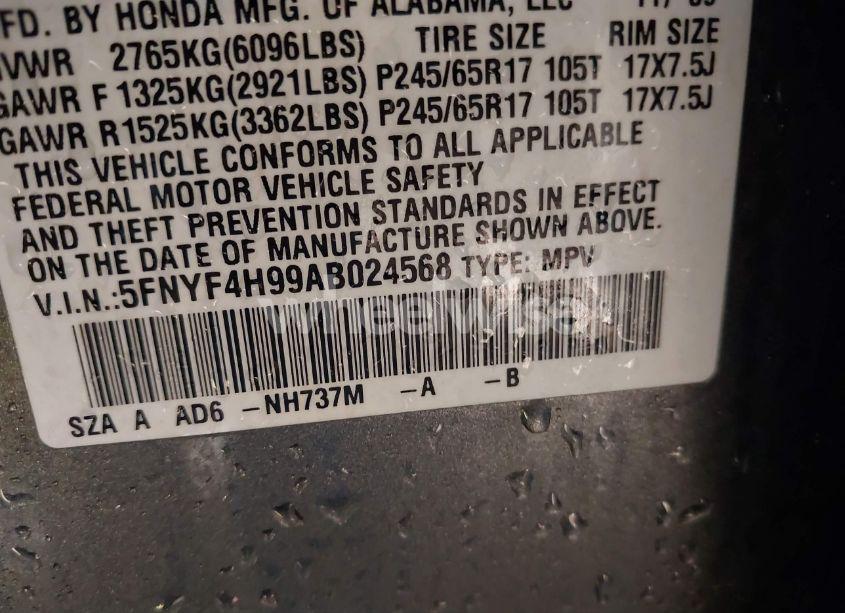 FD. BY HONDA MFG. OF ALABAMA, LLC 11/09
GVWR 2765KG(6096LBS) TIRE SIZE RIM SIZE
GAWR F 1325KG(2921LBS) P245/65R17 105T 17X7.5J
GAWR R1525KG(3362LBS) P245/65R17 105T 17X7.5J
THIS VEHICLE CONFORMS TO ALL APPLICABLE
FEDERAL MOTOR VEHICLE SAFETY
AND THEFT PREVENTION STANDARDS IN EFFECT
ON THE DATE OF MANUFACTURE SHOWN ABOVE.
V.I.N.:5FNYF4H99AB024568 TYPE: MPV
wheelwise
SZA A AD6 -NH737M -A -B